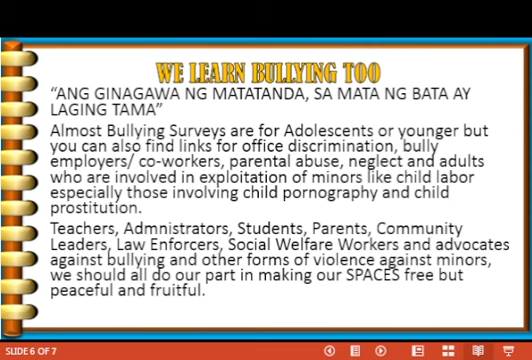 WE LEARN BULLYING TOO
“ANG GINAGAWA NG MATATANDA, SA MATA NG BATA AY
LAGING TAMA”
Almost Bullying Surveys are for Adolescents or younger but
you can also find links for office discrimination, bully
employers/ co-workers, parental abuse, neglect and adults
who are involved in exploitation of minors like child labor
especially those involving child pornography and child
prostitution.
Teachers, Admnistrators, Students, Parents, Community
Leaders, Law Enforcers, Social Welfare Workers and advocates
against bullying and other forms of violence against minors,
we should all do our part in making our SPACES free but
peaceful and fruitful.
SLIDE 6 OF 7